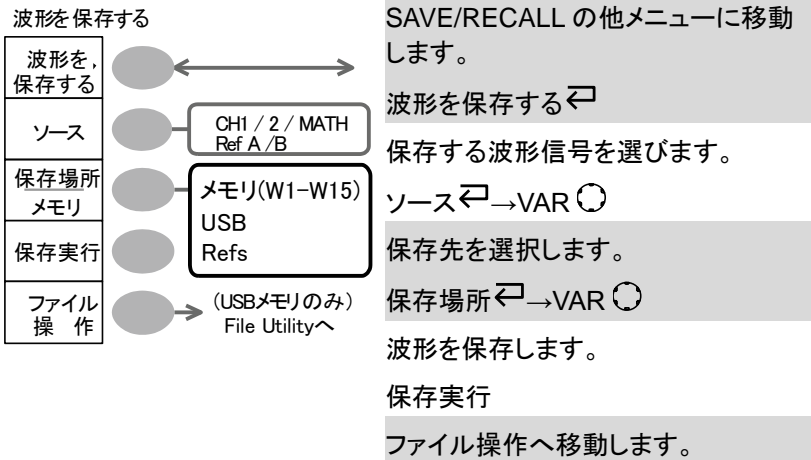 波形を保存する
波形を,
保存する
ソース
CH1 / 2 / MATH
Ref A /B
保存場所
メモリ
メモリ(W1-W15)
USB
Refs
保存実行
ファイル
操 作
(USBメモリのみ)
File Utilityへ
SAVE/RECALL の他メニューに移動
します。
波形を保存する
保存する波形信号を選びます。
ソース →VAR
保存先を選択します。
保存場所 →VAR
波形を保存します。
保存実行
ファイル操作へ移動します。